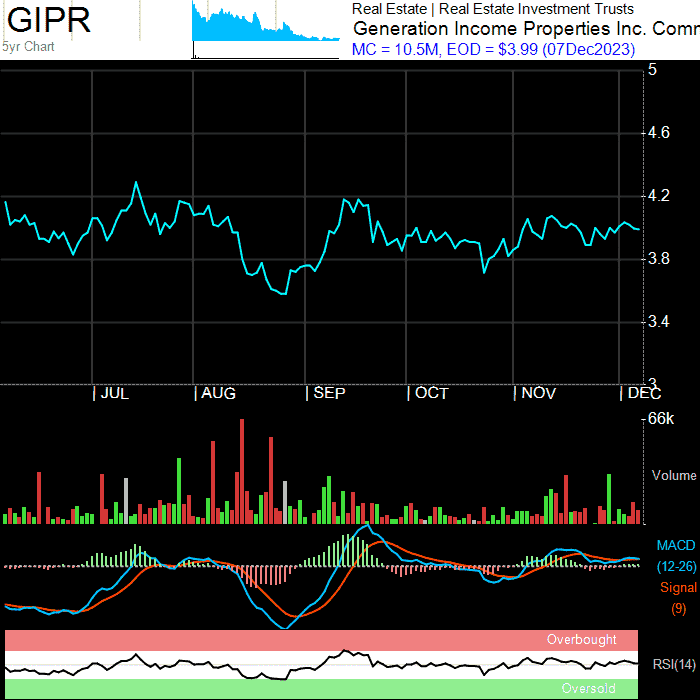 GIPR
5yr Chart
Real Estate | Real Estate Investment Trusts
Generation Income Properties Inc. Comm
MC = 10.5M, EOD = $3.99 (07Dec2023)
5
4.6
4.2
3.8
3.4
3
JUL
AUG
SEP
OCT
NOV
DEC
66k
Volume
MACD
(12-26)
Signal
(9)
Overbought
RSI(14)
Oversold